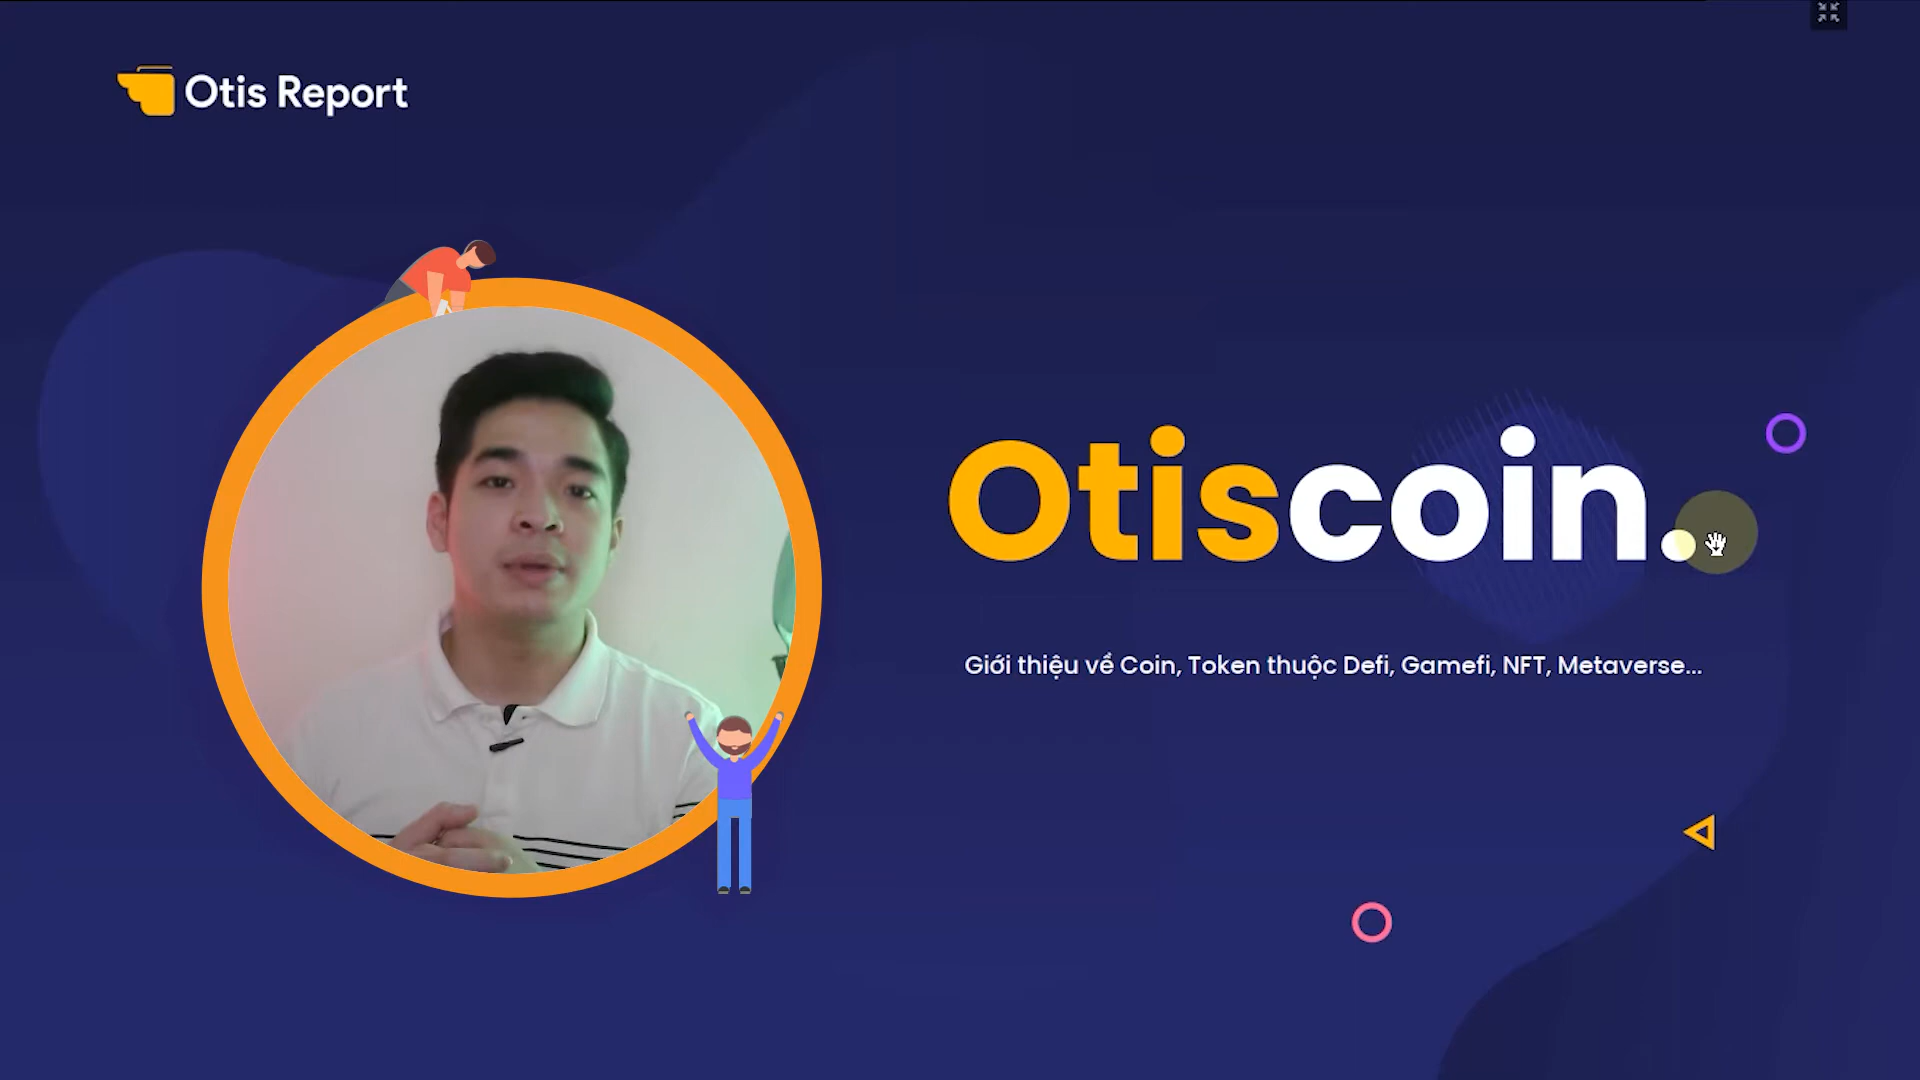 Otis Report
Otiscoin.
Giới thiệu về Coin, Token thuộc Defi, Gamefi, NFT, Metaverse...